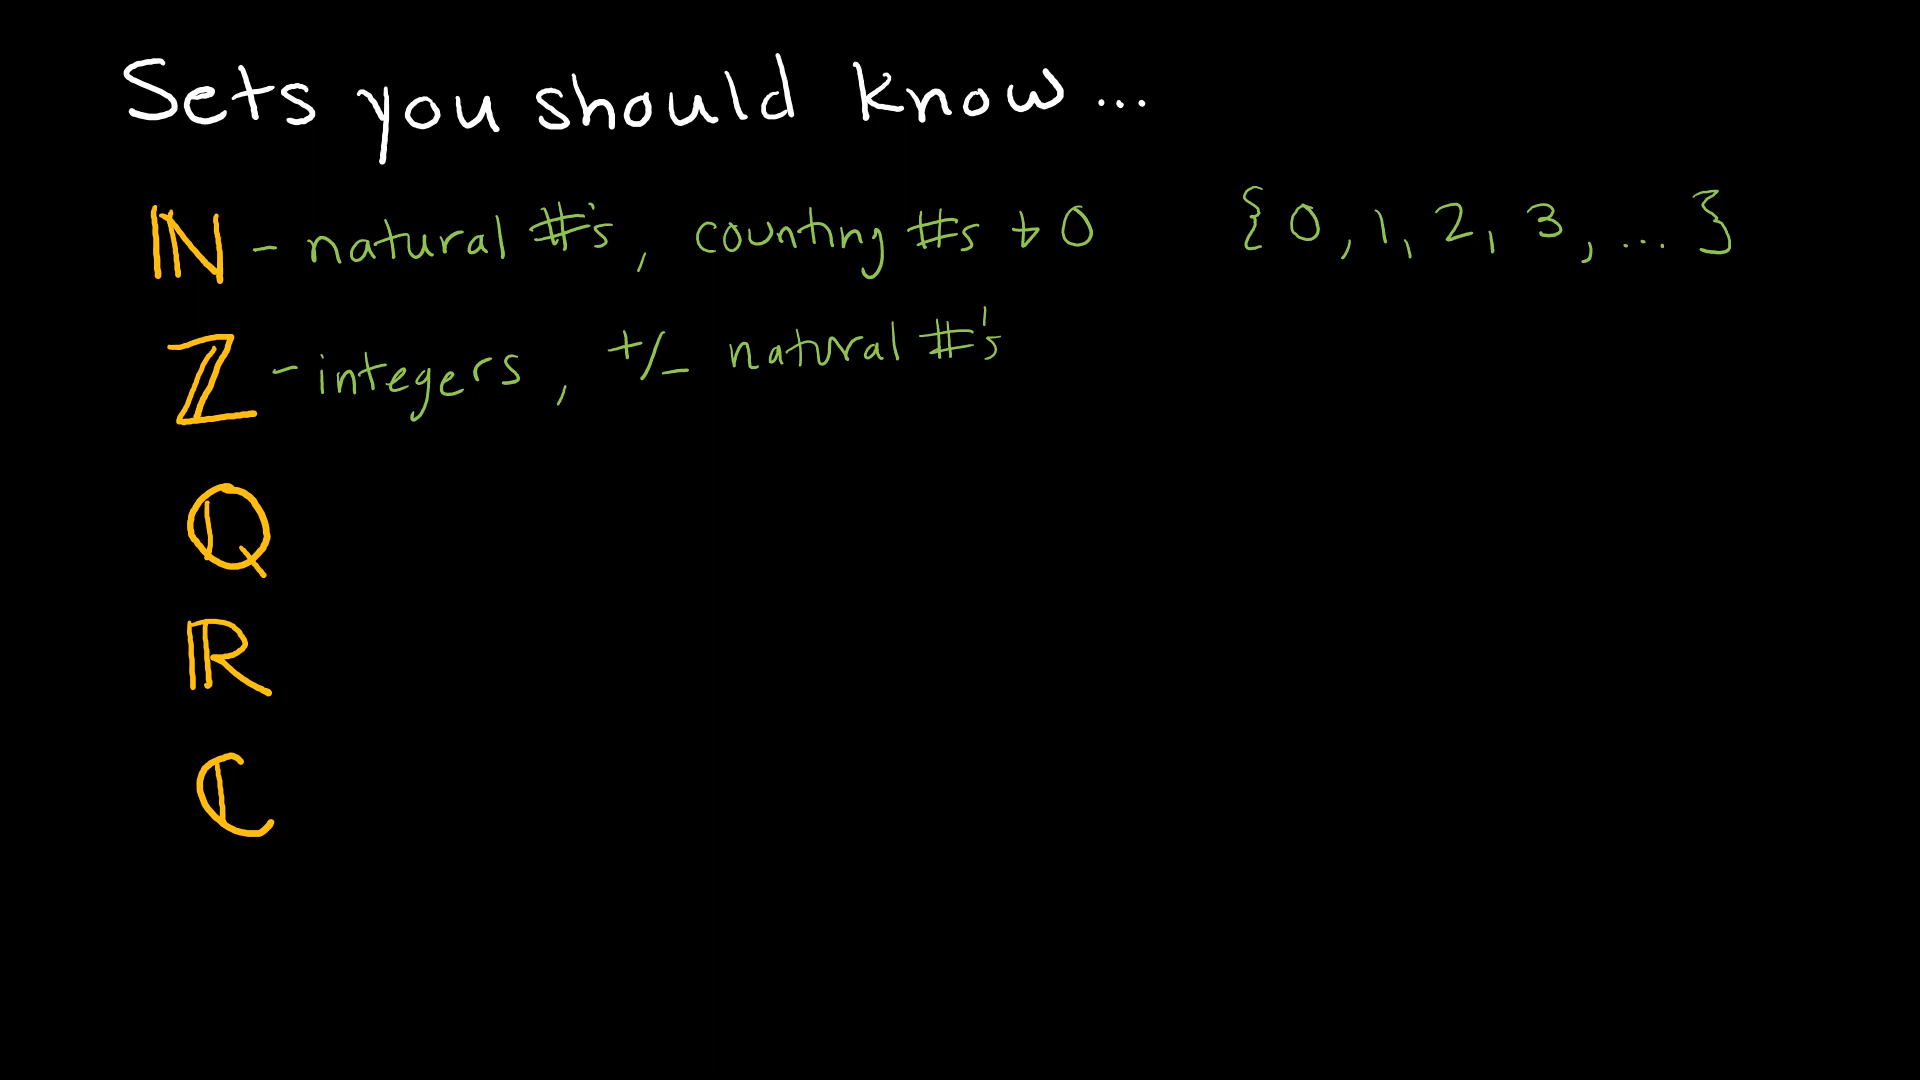 Sets you should know...
ℕ - natural #'s, counting #s + 0 { 0, 1, 2, 3, ... }
ℤ - integers, +/- natural #'s
ℚ
ℝ
ℂ